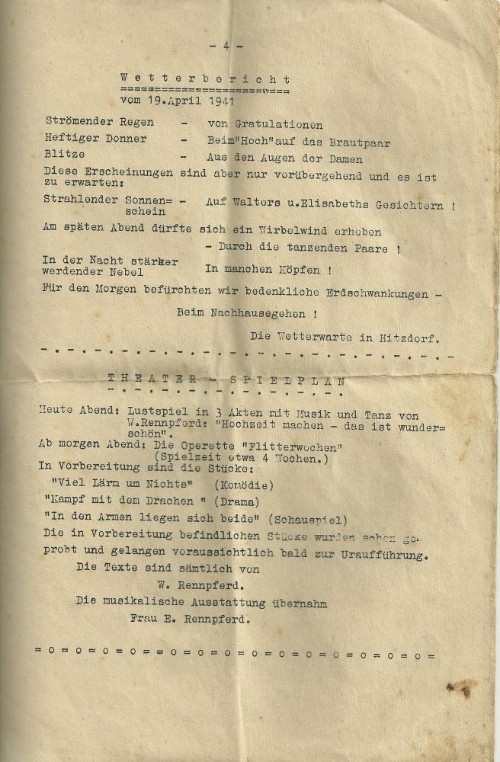 - 4 -
Wetterbericht
========================
vom 19.April 1941
Strömender Regen - von Gratulationen
Heftiger Donner - Beim"Hoch"auf das Brautpaar
Blitze - Aus den Augen der Damen
Diese Erscheinungen sind aber nur vorübergehend und es ist
zu erwarten:
Strahlender Sonnen= - Auf Walters u.Elisabeths Gesichtern !
schein
Am späten Abend dürfte sich ein Wirbelwind erheben
- Durch die tanzenden Paare !
In der Nacht stärker
werdender Nebel In manchen Köpfen !
Für den Morgen befürchten wir bedenkliche Erdschwankungen -
Beim Nachhausegehen !
Die Wetterwarte in Hitzdorf.
-.-.-.-.-.-.-.-.-.-.-.-.-.-.-.-.-
THEATER - SPIELPLAN
-.-.-.-.-.-.-.-.-.-.
Heute Abend: Lustspiel in 3 Akten mit Musik und Tanz von
W.Rennpferd: "Hochzeit machen - das ist wunder=
schön".
Ab morgen Abend: Die Operette "Flitterwochen"
(Spielzeit etwa 4 Wochen.)
In Vorbereitung sind die Stücke:
"Viel Lärm um Nichts" (Komödie)
"Kampf mit dem Drachen " (Drama)
"In den Armen liegen sich beide" (Schauspiel)
Die in Vorbereitung befindlichen Stücke wurden schon ge-
probt und gelangen voraussichtlich bald zur Uraufführung.
Die Texte sind sämtlich von
W. Rennpferd.
Die musikalische Ausstattung übernahm
Frau E. Rennpferd.
=o=o=o=o=o=o=o=o=o=o=o=o=o=o=o=